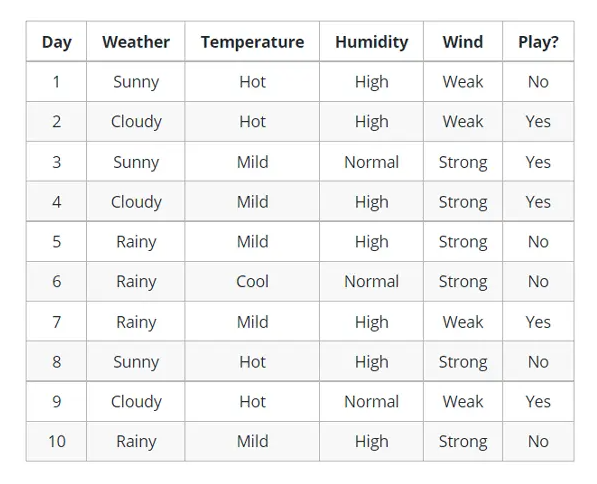 Day Weather Temperature Humidity Wind Play?
1 Sunny Hot High Weak No
2 Cloudy Hot High Weak Yes
3 Sunny Mild Normal Strong Yes
4 Cloudy Mild High Strong Yes
5 Rainy Mild High Strong No
6 Rainy Cool Normal Strong No
7 Rainy Mild High Weak Yes
8 Sunny Hot High Strong No
9 Cloudy Hot Normal Weak Yes
10 Rainy Mild High Strong No